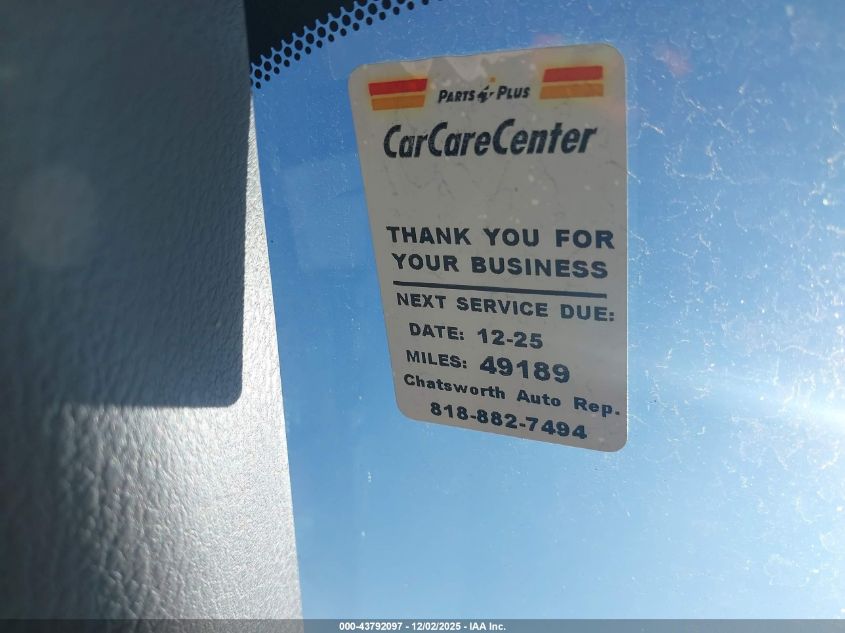 PARTS PLUS
CarCareCenter
THANK YOU FOR
YOUR BUSINESS
NEXT SERVICE DUE:
DATE: 12-25
MILES: 49189
Chatsworth Auto Rep.
818-882-7494
000-43792097 - 12/02/2025 - IAA Inc.